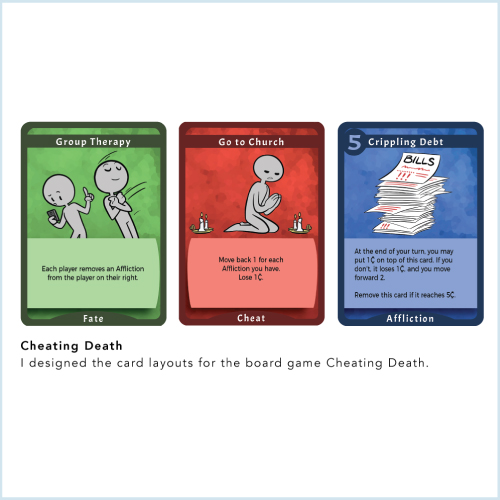 Group Therapy
Each player removes an Affliction
from the player on their right.
Fate
Go to Church
Move back 1 for each
Affliction you have.
Lose 1₵.
Cheat
5 Crippling Debt
BILLS
At the end of your turn, you may
put 1₵ on top of this card. If you
don't, it loses 1₵, and you move
forward 2.
Remove this card if it reaches 5₵.
Affliction
Cheating Death
I designed the card layouts for the board game Cheating Death.